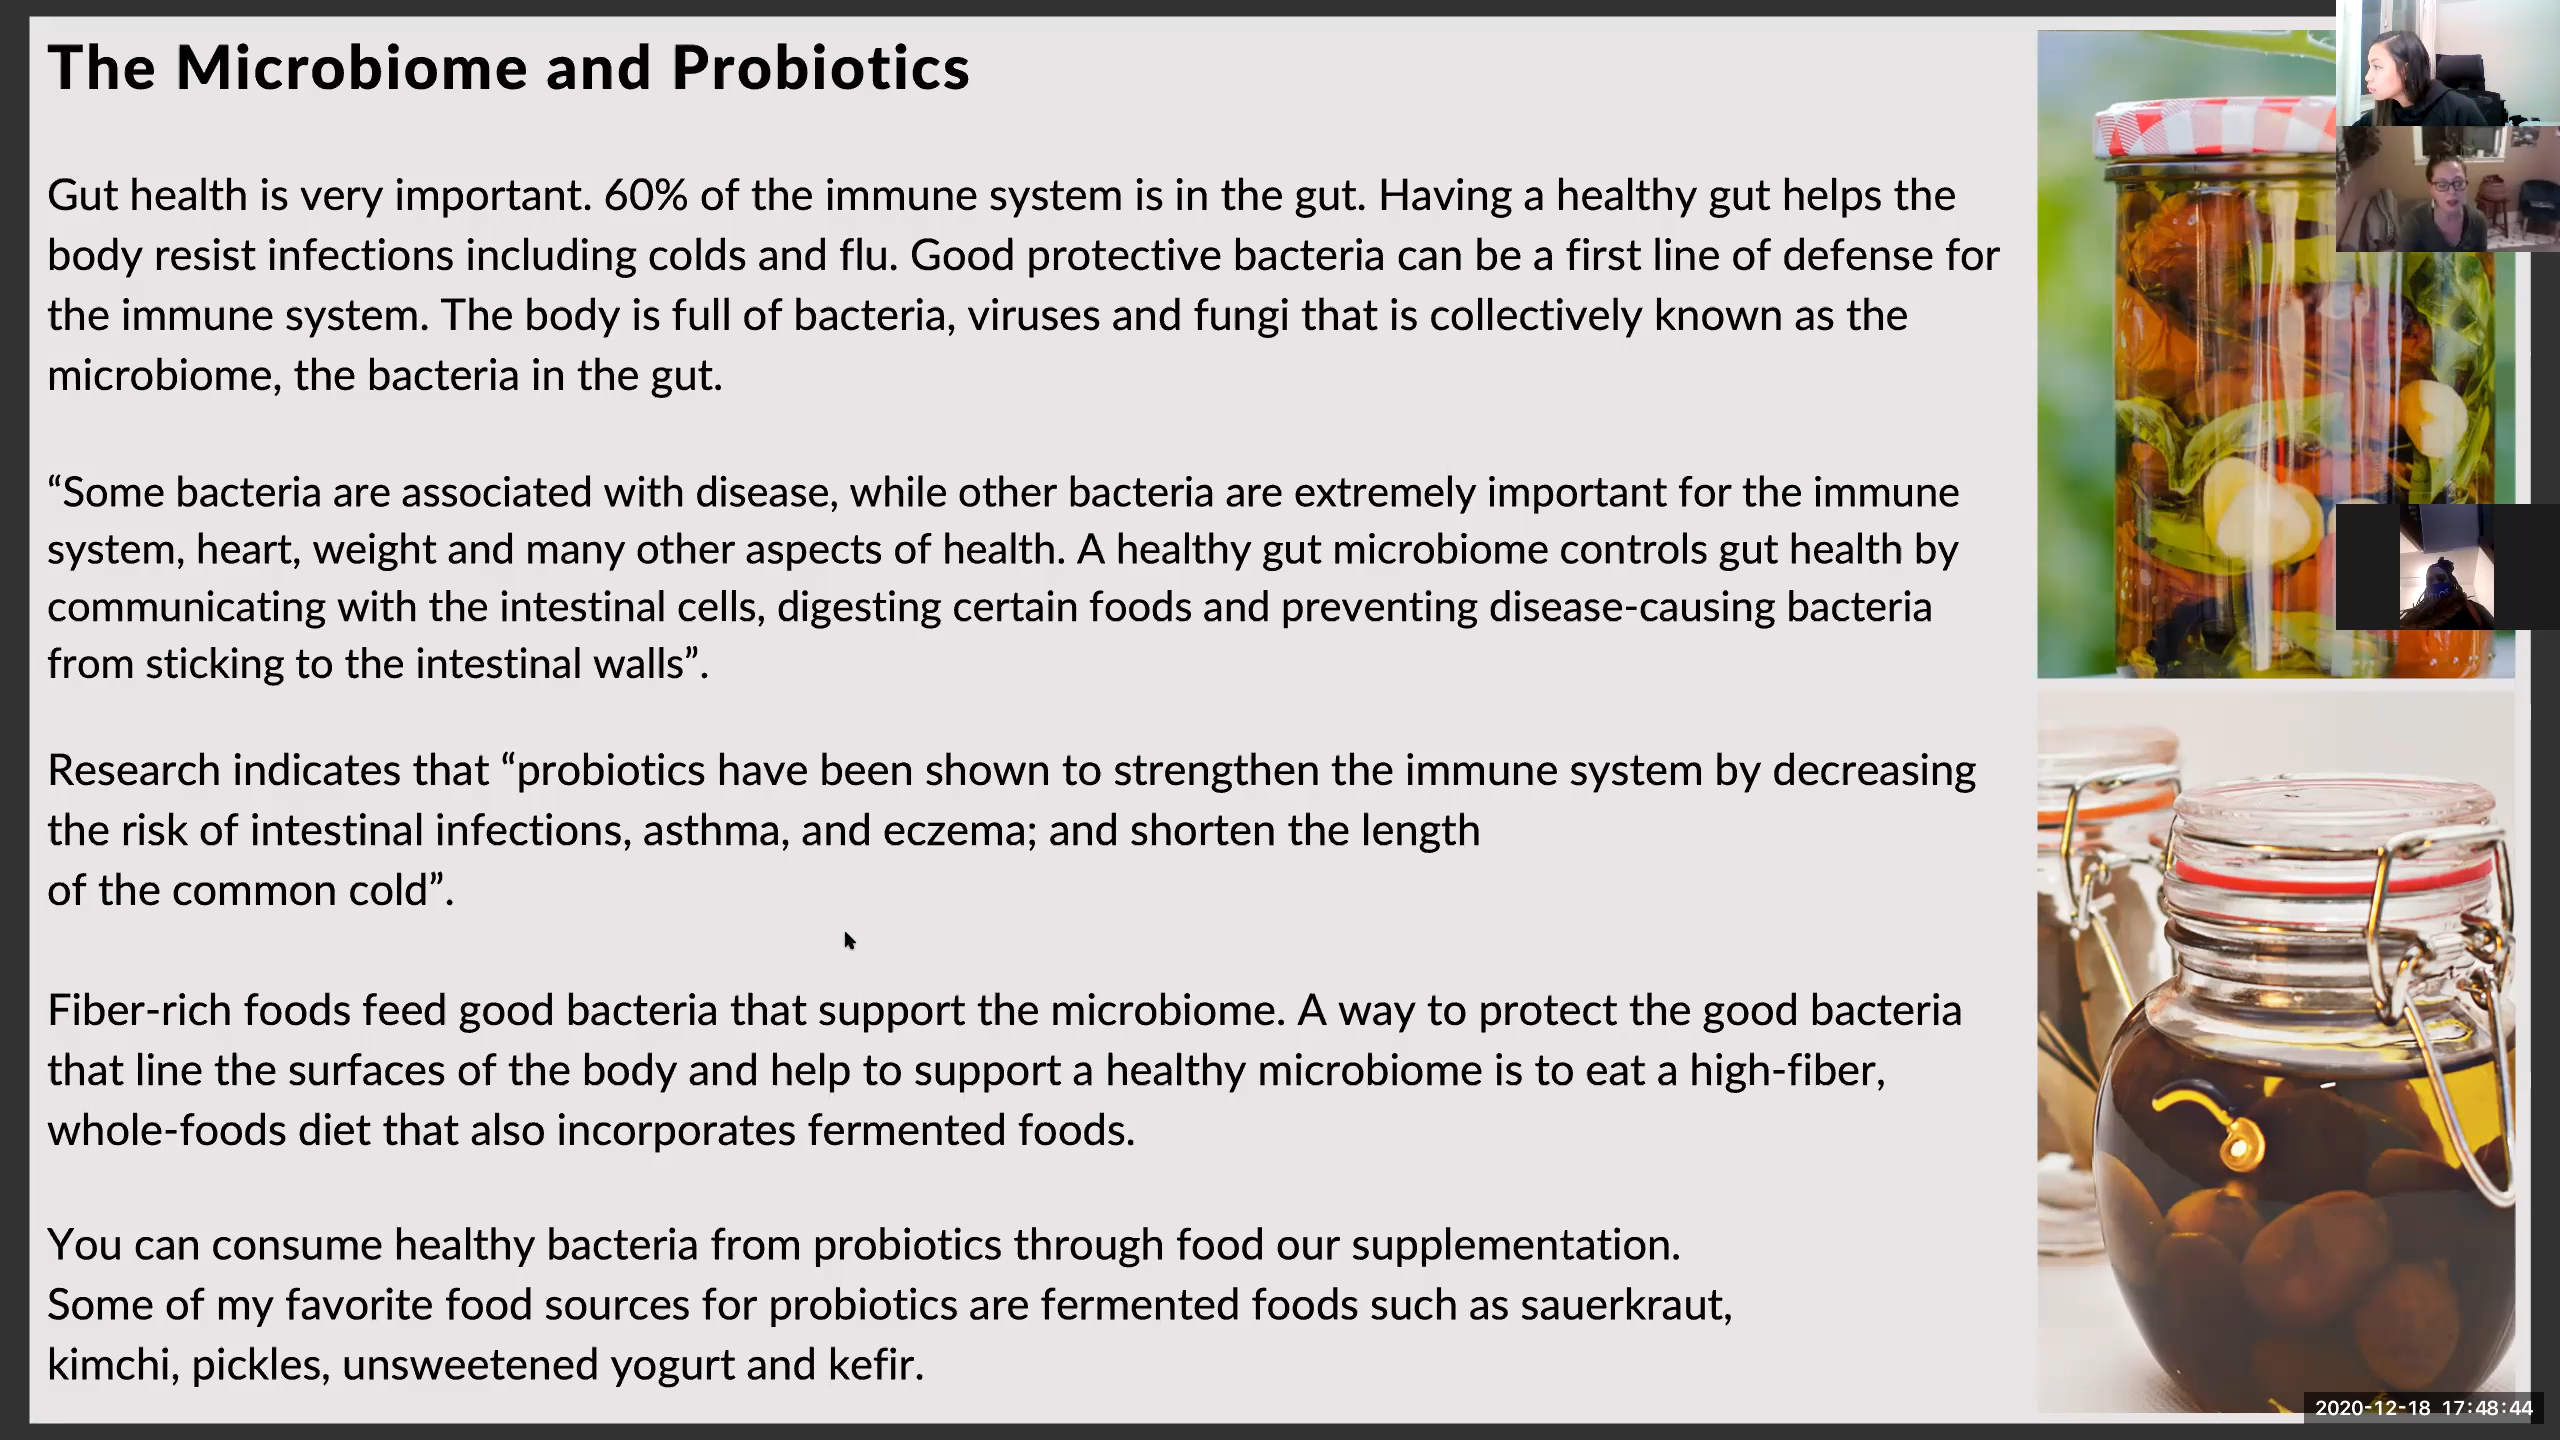 The Microbiome and Probiotics
Gut health is very important. 60% of the immune system is in the gut. Having a healthy gut helps the
body resist infections including colds and flu. Good protective bacteria can be a first line of defense for
the immune system. The body is full of bacteria, viruses and fungi that is collectively known as the
microbiome, the bacteria in the gut.
“Some bacteria are associated with disease, while other bacteria are extremely important for the immune
system, heart, weight and many other aspects of health. A healthy gut microbiome controls gut health by
communicating with the intestinal cells, digesting certain foods and preventing disease-causing bacteria
from sticking to the intestinal walls”.
Research indicates that “probiotics have been shown to strengthen the immune system by decreasing
the risk of intestinal infections, asthma, and eczema; and shorten the length
of the common cold”.
Fiber-rich foods feed good bacteria that support the microbiome. A way to protect the good bacteria
that line the surfaces of the body and help to support a healthy microbiome is to eat a high-fiber,
whole-foods diet that also incorporates fermented foods.
You can consume healthy bacteria from probiotics through food our supplementation.
Some of my favorite food sources for probiotics are fermented foods such as sauerkraut,
kimchi, pickles, unsweetened yogurt and kefir.
2020-12-18 17:48:44